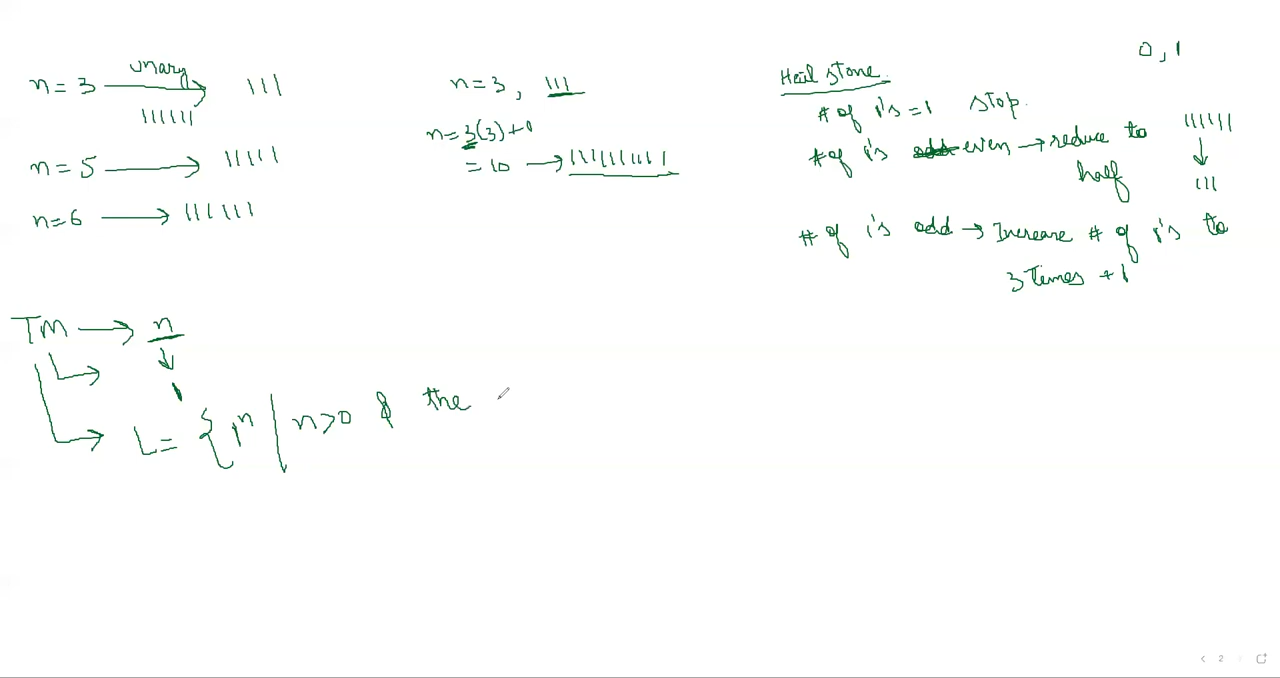 n = 3 unary 111
111111
n = 5 11111
n = 6 111111
n = 3 , 111
n = 3(3) + 1
= 10 1111111111
0 , 1
Hail stone
# of 1's = 1 stop.
# of 1's odd even → reduce to half
111111
↓
111
# of 1's odd → Increase # of 1's to
3 times + 1
TM → n
L = { 1^n | n > 0 & the
2